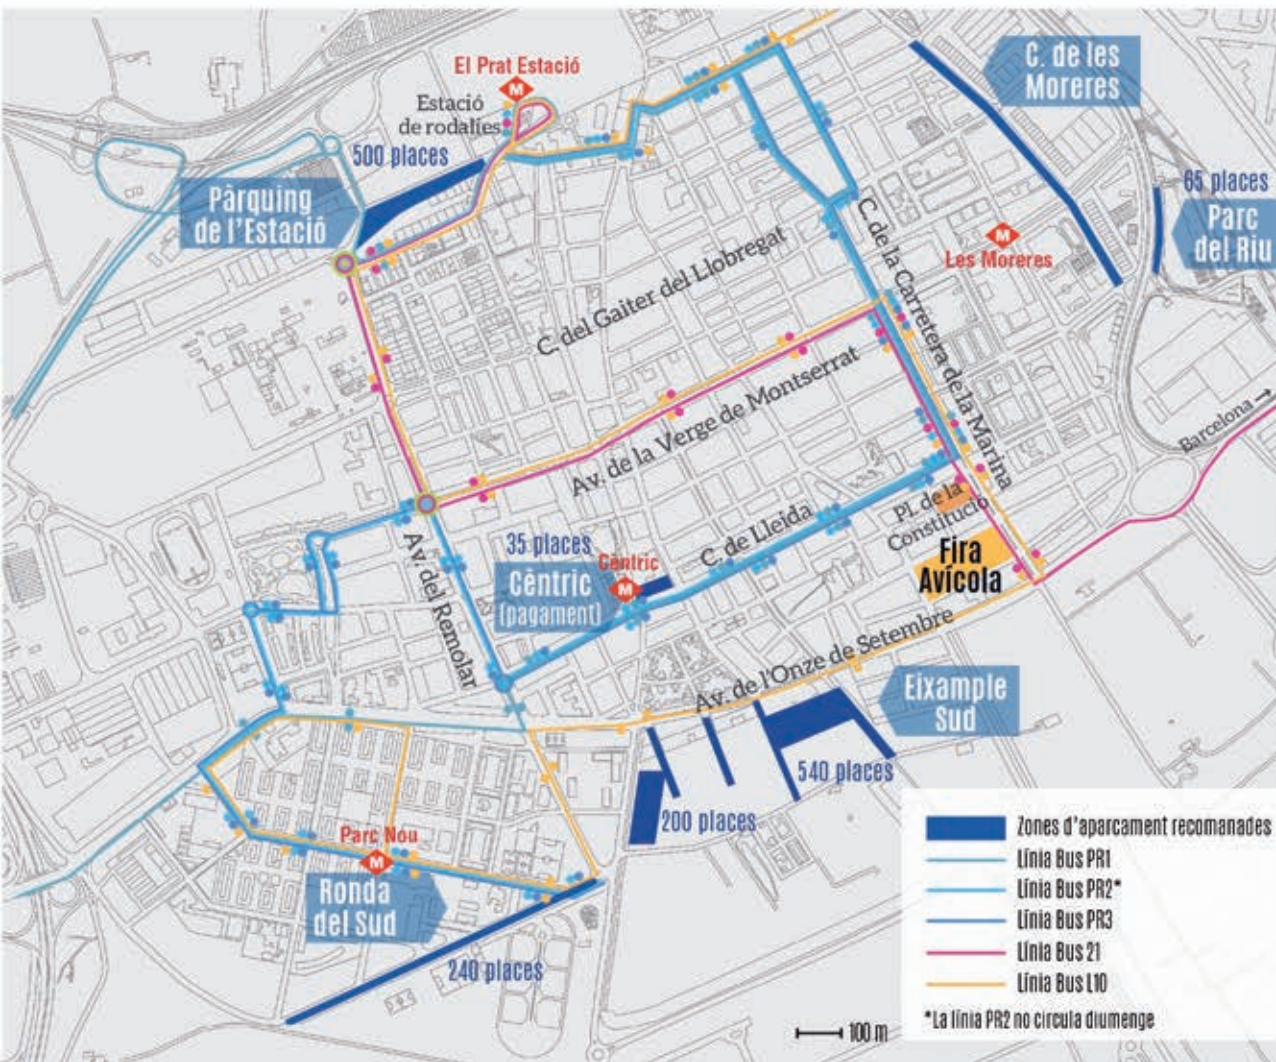 El Prat Estació
M
Estació
de rodalies
500 places
Pàrquing
de l'Estació
C. de les
Moreres
65 places
Parc
del Riu
M
Les Moreres
C. del Gaiter del Llobregat
C. de la Carretera de la Marina
Av. de la Verge de Montserrat
Barcelona →
Pl. de la
Constitució
Fira
Avícola
C. de Lleida
35 places
Cèntric
(pagament)
Cèntric
M
Av. del Remolar
Av. de l'Onze de Setembre
Eixample
Sud
540 places
200 places
Parc Nou
M
Ronda
del Sud
240 places
Zones d'aparcament recomanades
Línia Bus PR1
Línia Bus PR2*
Línia Bus PR3
Línia Bus 21
Línia Bus L10
*La línia PR2 no circula diumenge
100 m